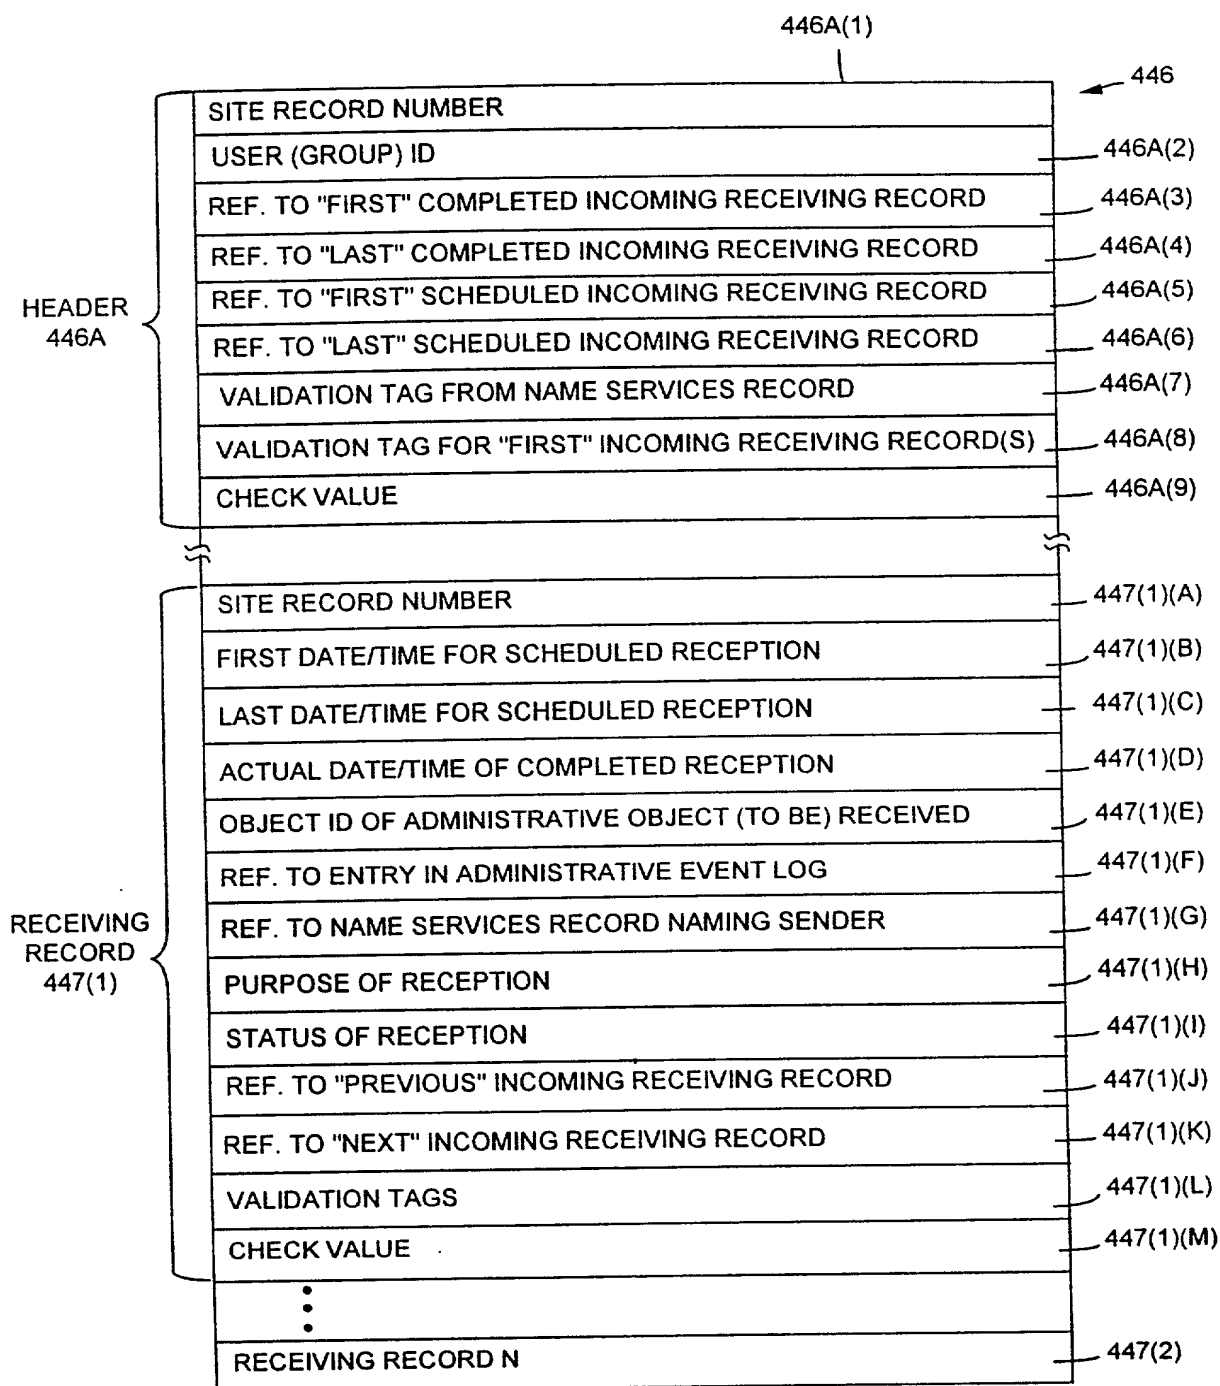 446A(1)
446
SITE RECORD NUMBER
USER (GROUP) ID
446A(2)
REF. TO "FIRST" COMPLETED INCOMING RECEIVING RECORD
446A(3)
REF. TO "LAST" COMPLETED INCOMING RECEIVING RECORD
446A(4)
REF. TO "FIRST" SCHEDULED INCOMING RECEIVING RECORD
446A(5)
HEADER
446A
REF. TO "LAST" SCHEDULED INCOMING RECEIVING RECORD
446A(6)
VALIDATION TAG FROM NAME SERVICES RECORD
446A(7)
VALIDATION TAG FOR "FIRST" INCOMING RECEIVING RECORD(S)
446A(8)
CHECK VALUE
446A(9)
SITE RECORD NUMBER
447(1)(A)
FIRST DATE/TIME FOR SCHEDULED RECEPTION
447(1)(B)
LAST DATE/TIME FOR SCHEDULED RECEPTION
447(1)(C)
ACTUAL DATE/TIME OF COMPLETED RECEPTION
447(1)(D)
OBJECT ID OF ADMINISTRATIVE OBJECT (TO BE) RECEIVED
447(1)(E)
REF. TO ENTRY IN ADMINISTRATIVE EVENT LOG
447(1)(F)
RECEIVING
RECORD
447(1)
REF. TO NAME SERVICES RECORD NAMING SENDER
447(1)(G)
PURPOSE OF RECEPTION
447(1)(H)
STATUS OF RECEPTION
447(1)(I)
REF. TO "PREVIOUS" INCOMING RECEIVING RECORD
447(1)(J)
REF. TO "NEXT" INCOMING RECEIVING RECORD
447(1)(K)
VALIDATION TAGS
447(1)(L)
CHECK VALUE
447(1)(M)
RECEIVING RECORD N
447(2)